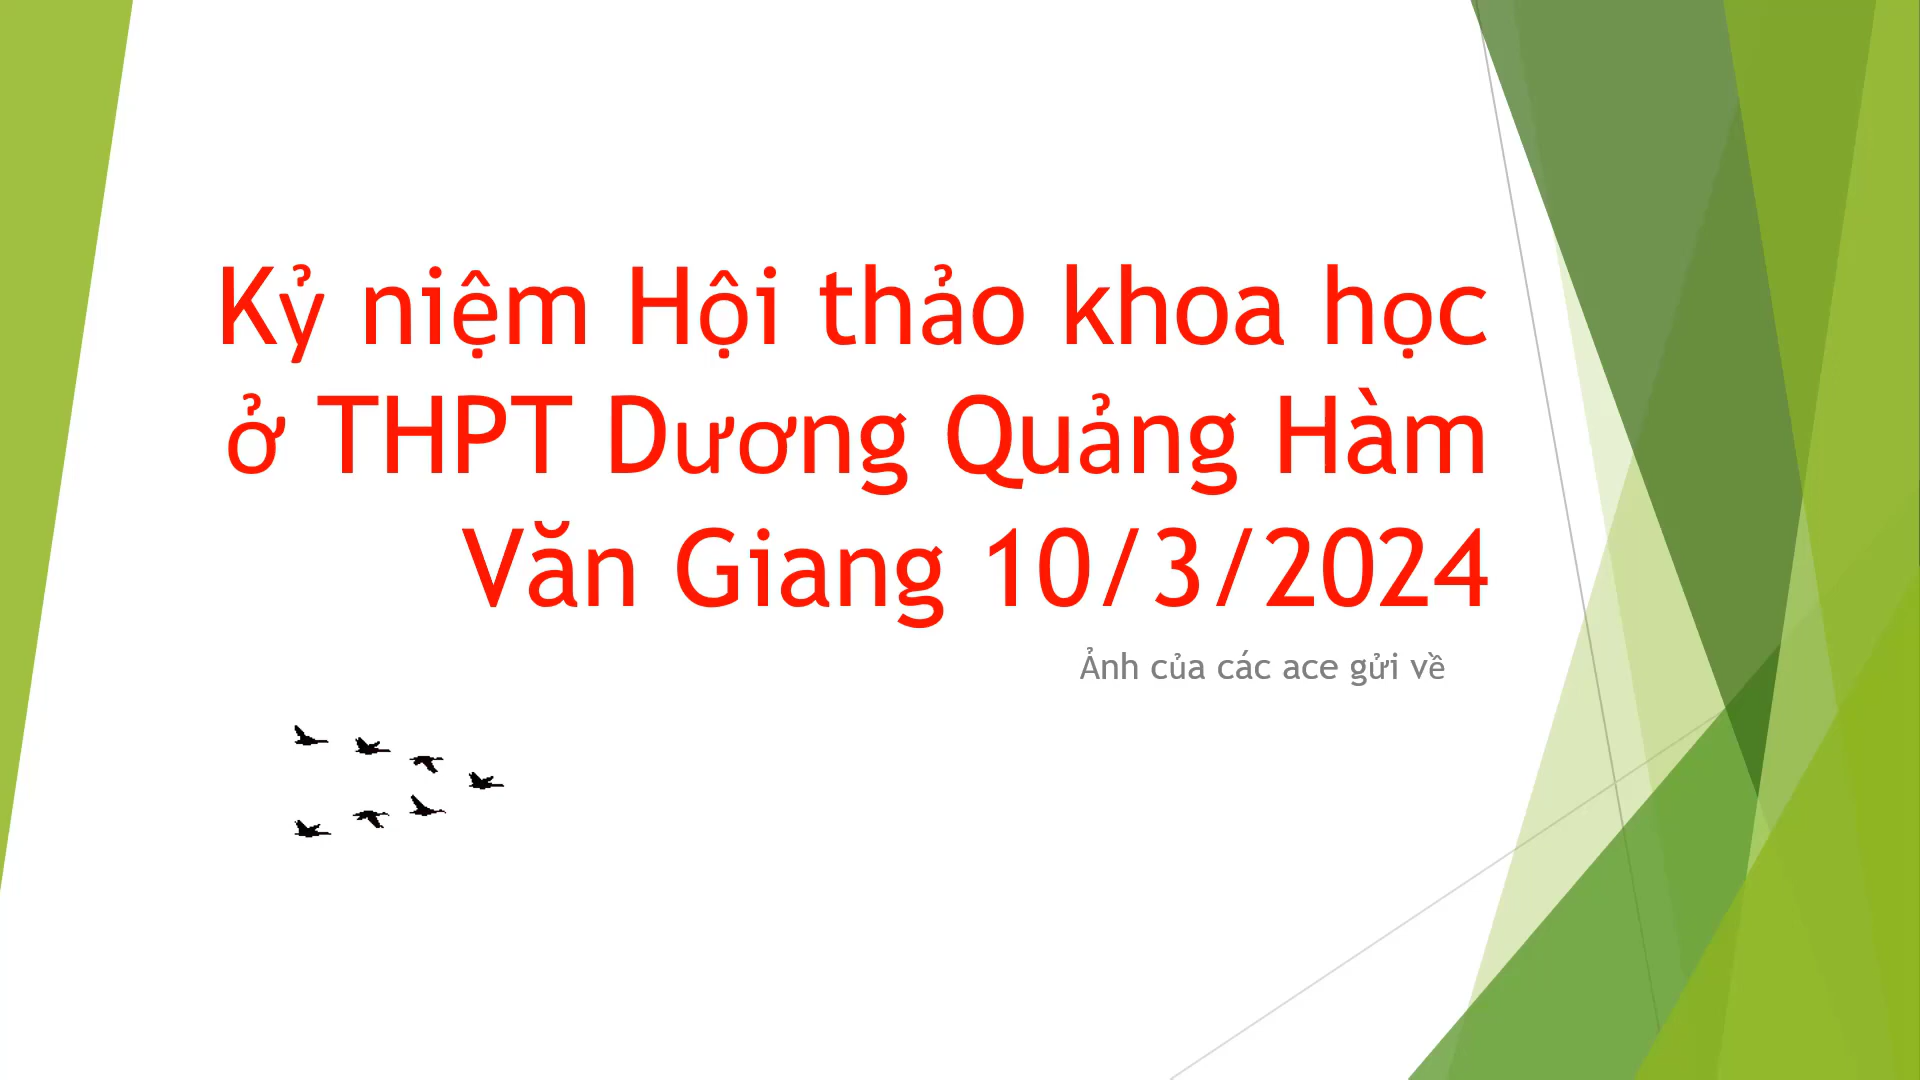 Kỷ niệm Hội thảo khoa học
ở THPT Dương Quảng Hàm
Văn Giang 10/3/2024
Ảnh của các ace gửi về